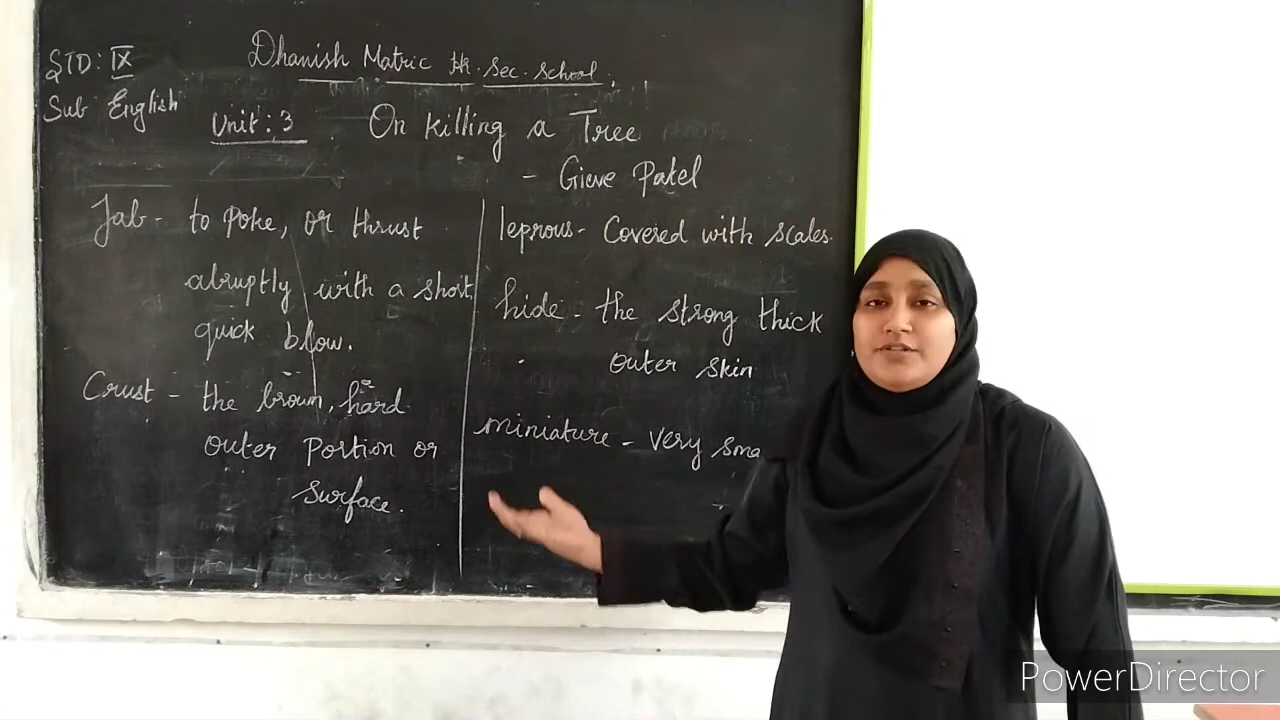 STD: IX
Dhanish Matric Hr. Sec. School,
Sub English
Unit: 3
On killing a Tree
- Gieve Patel
Jab - to poke, or thrust
abruptly with a short
quick blow.
Crust - the brown, hard
outer portion or
surface.
leprous - Covered with scales.
hide - the strong thick
outer skin
miniature - very sma
PowerDirector